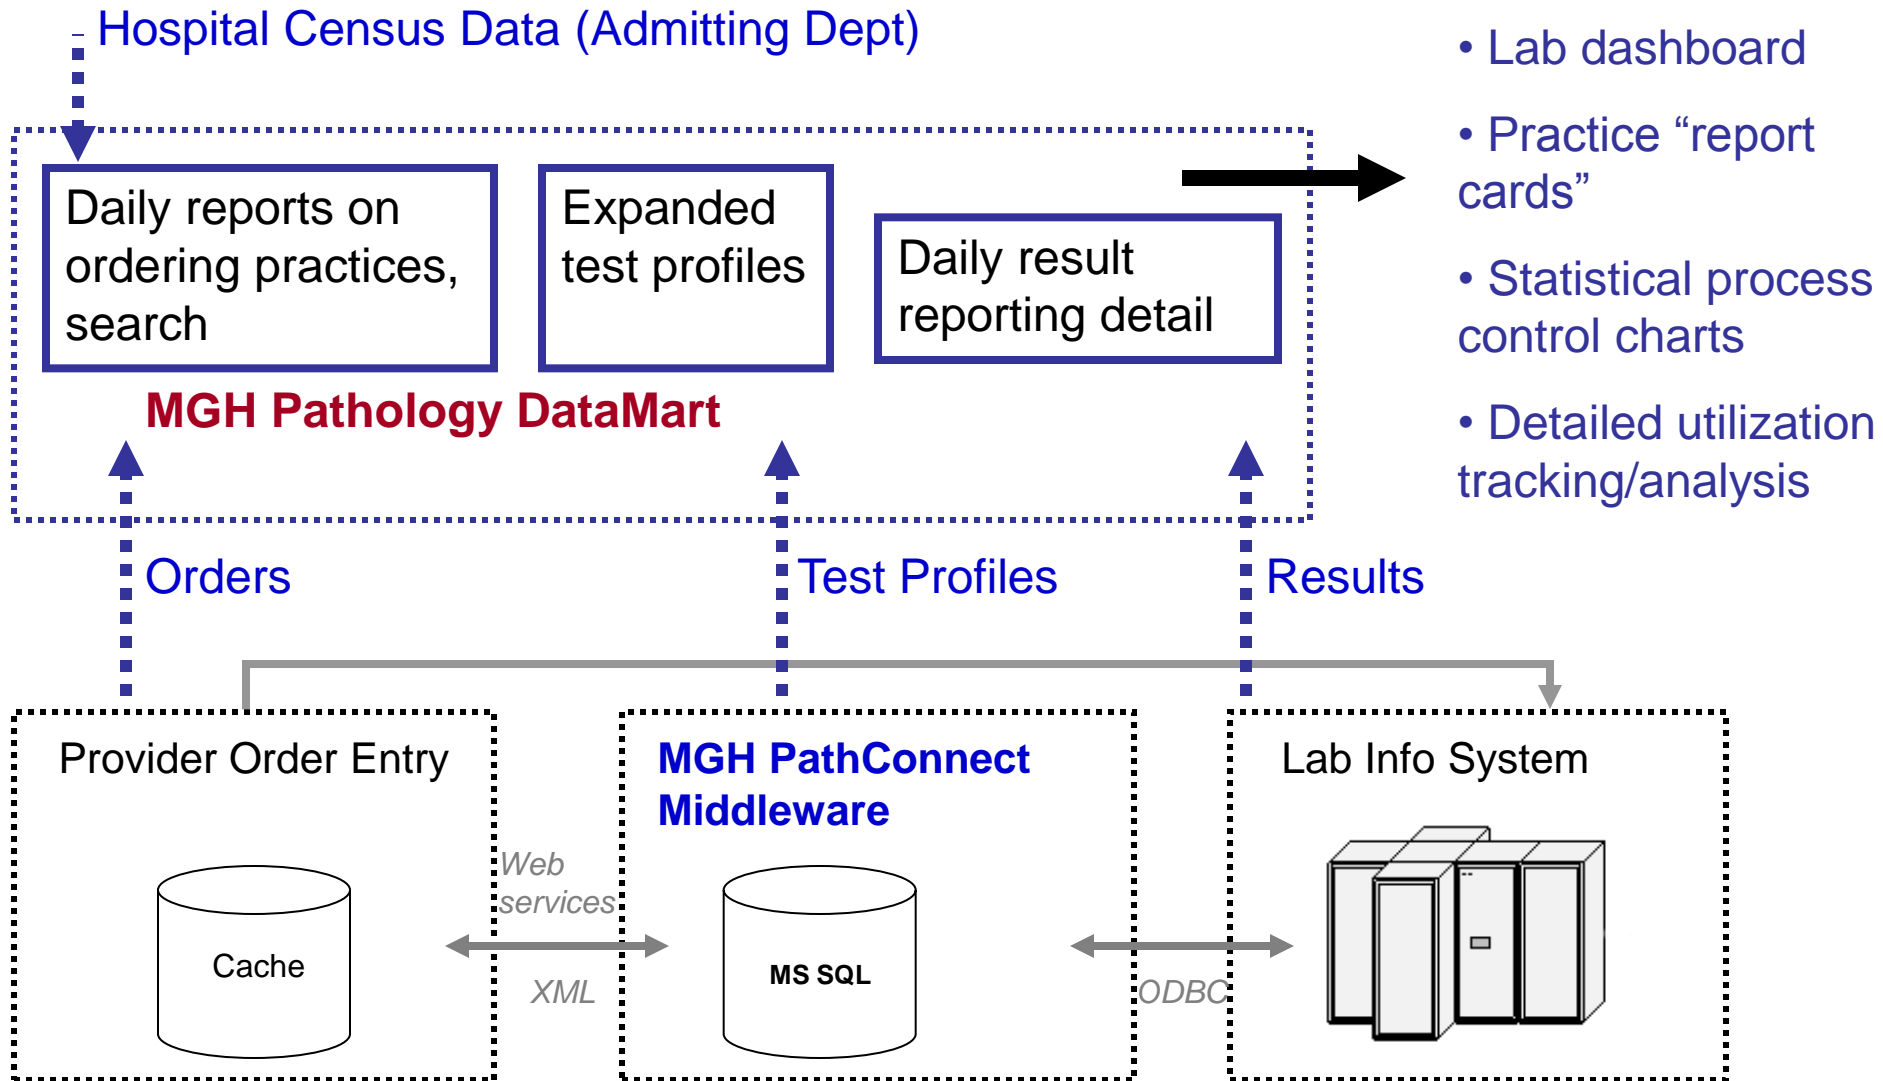 Hospital Census Data (Admitting Dept)
• Lab dashboard
• Practice “report
cards”
• Statistical process
control charts
• Detailed utilization
tracking/analysis
Daily reports on
ordering practices,
search
Expanded
test profiles
Daily result
reporting detail
MGH Pathology DataMart
Orders
Test Profiles
Results
Provider Order Entry
Cache
Web
services
XML
MGH PathConnect
Middleware
MS SQL
ODBC
Lab Info System